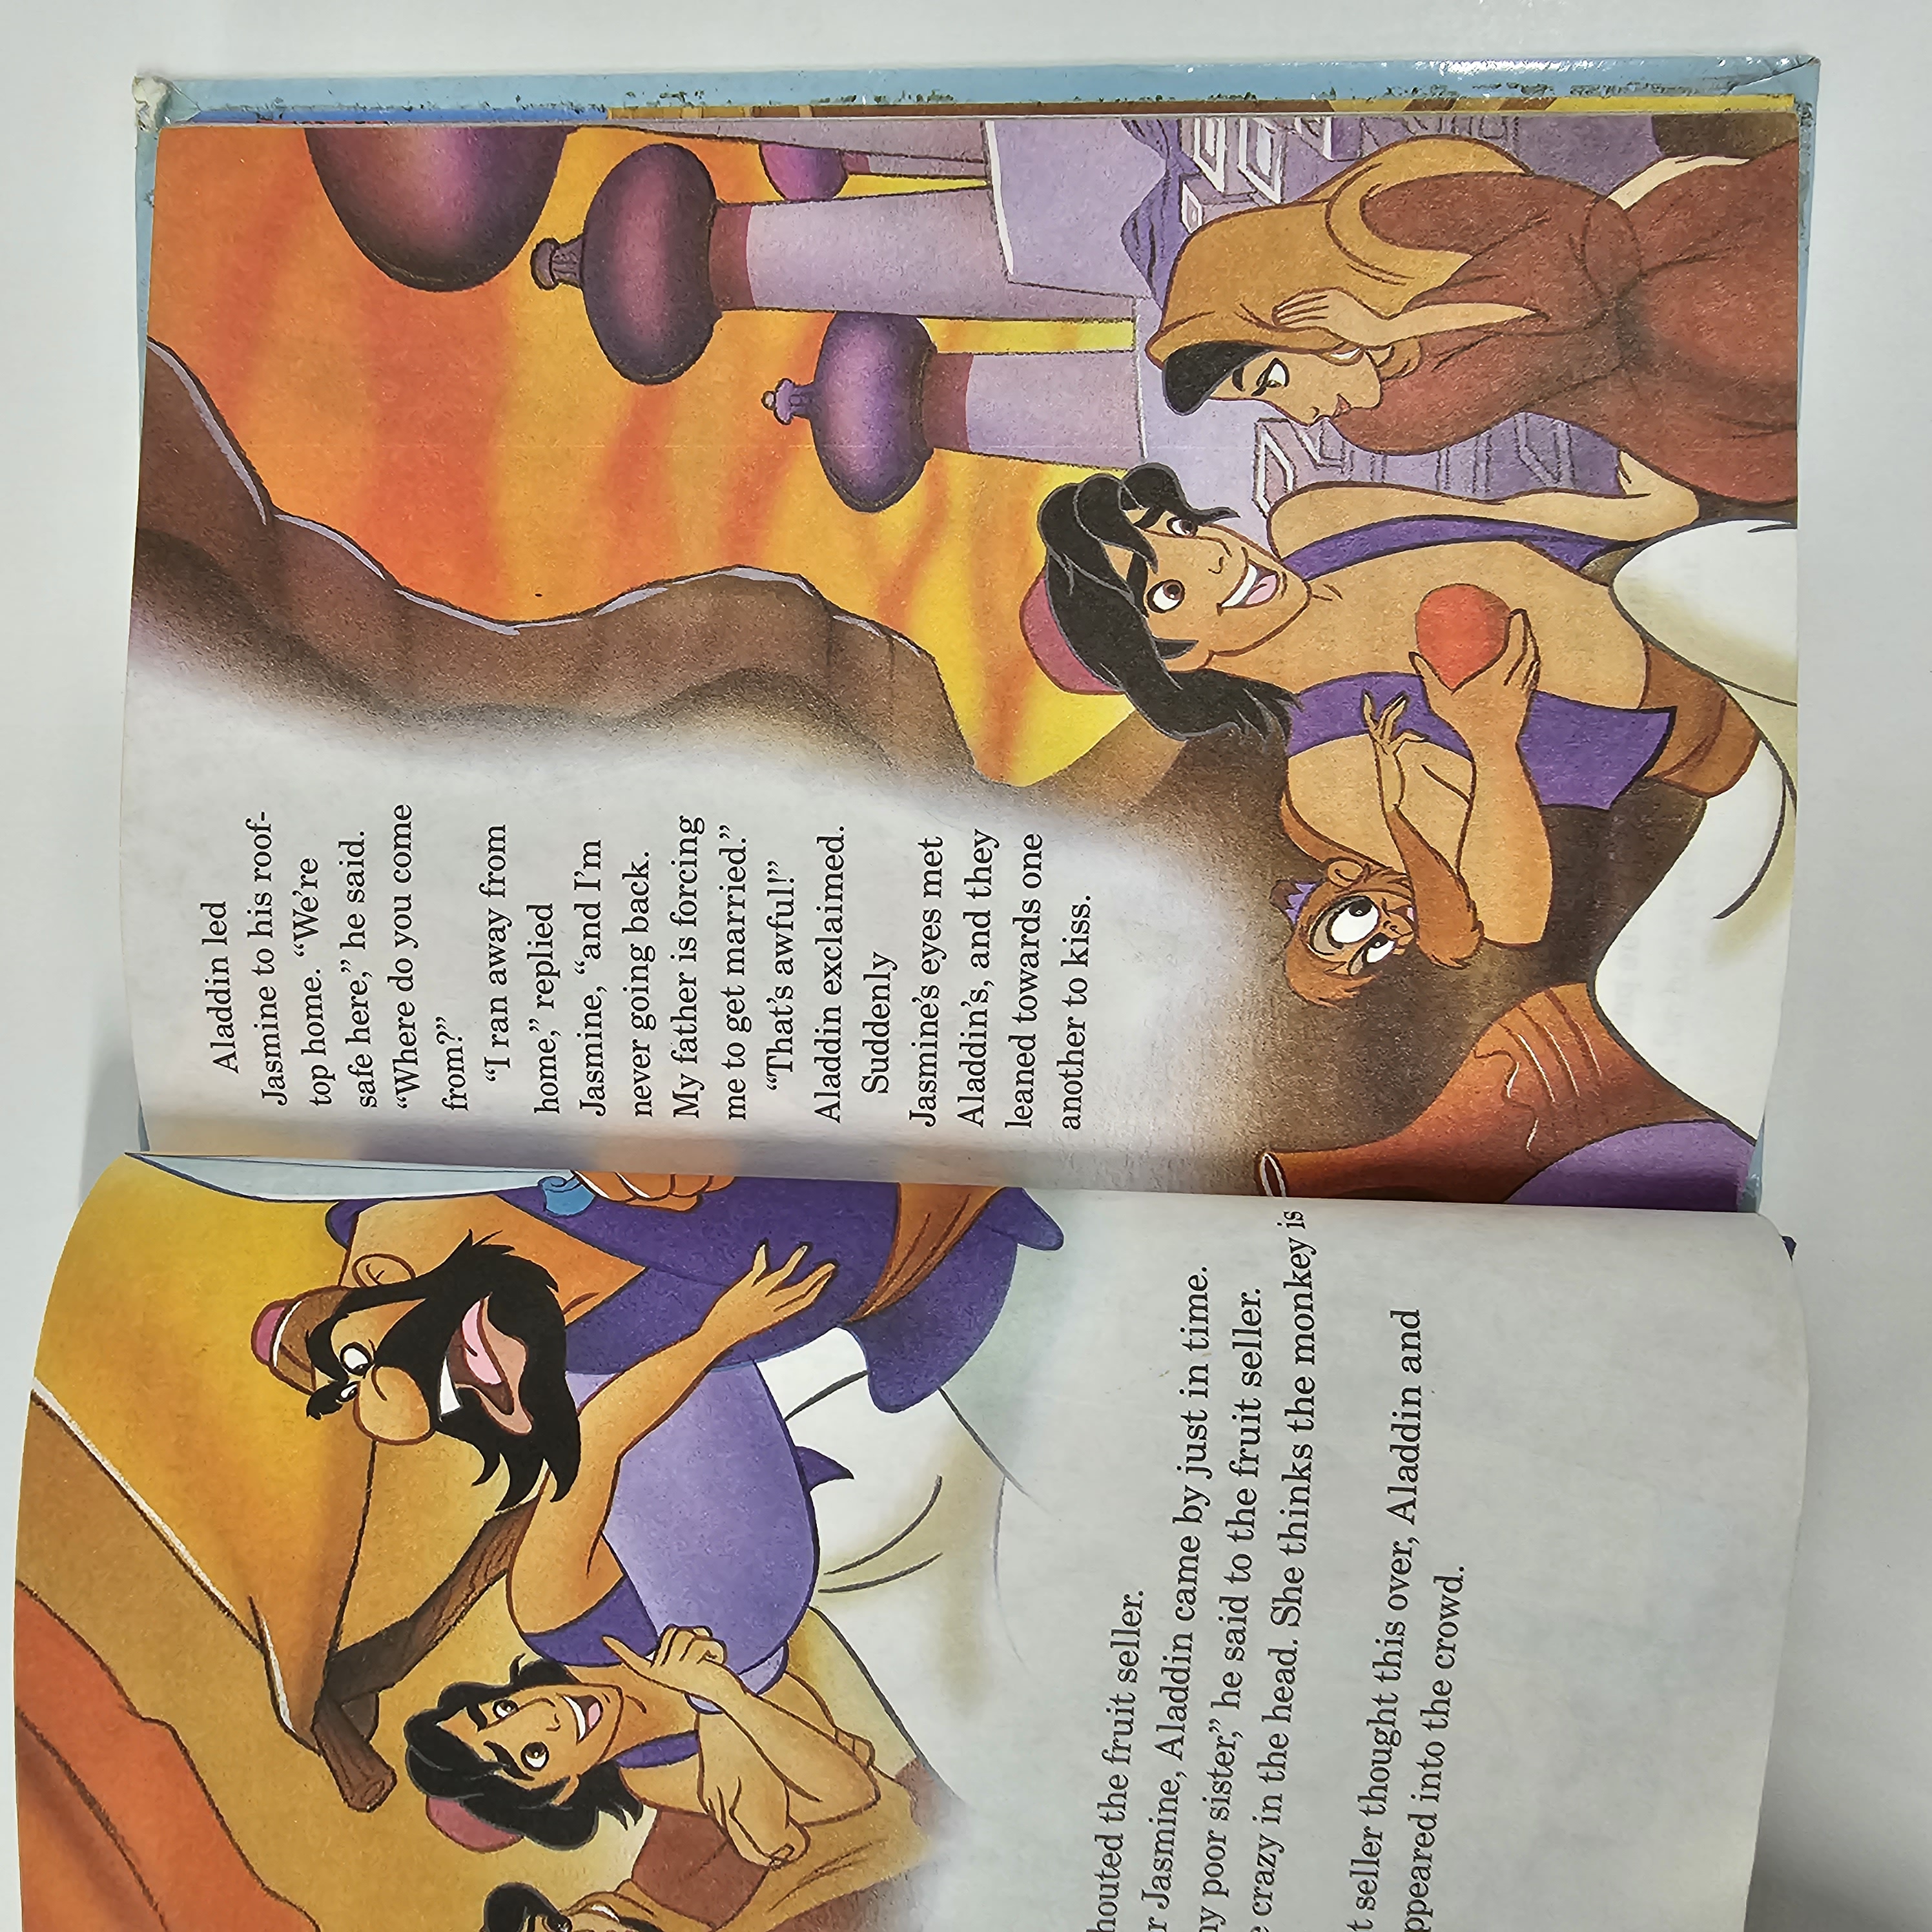 houted the fruit seller.
r Jasmine, Aladdin came by just in time.
poor sister,” he said to the fruit seller.
crazy in the head. She thinks the monkey is
t seller thought this over, Aladdin and
ppeared into the crowd.
Aladdin led
Jasmine to his roof-
top home. “We’re
safe here,” he said.
“Where do you come
from?”
“I ran away from
home,” replied
Jasmine, “and I’m
never going back.
My father is forcing
me to get married.”
“That’s awful!”
Aladdin exclaimed.
Suddenly
Jasmine’s eyes met
Aladdin’s, and they
leaned towards one
another to kiss.